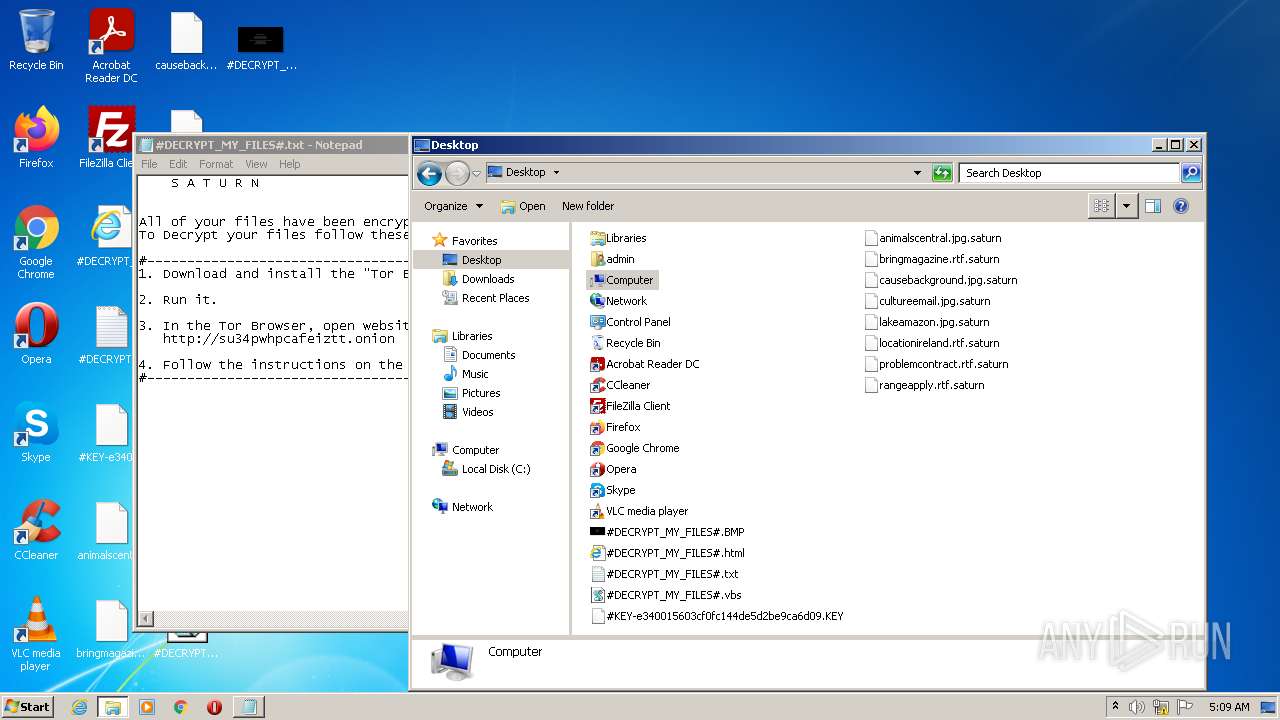 Recycle Bin
Acrobat
Reader DC
causeback...
#DECRYPT_...
Firefox
FileZilla Clie
Google
Chrome
#DECRYPT_
Opera
#DECRYPT
Skype
#KEY-e340
CCleaner
animalscent
VLC media
player
bringmagazi...
#DECRYPT...
#DECRYPT_MY_FILES#.txt - Notepad
File Edit Format View Help
S A T U R N
All of your files have been encryp
To Decrypt your files follow these
#--------------------------------
1. Download and install the "Tor B
2. Run it.
3. In the Tor Browser, open websit
http://su34pwhpcafeiztt.onion
4. Follow the instructions on the
#--------------------------------
Desktop
Desktop
Search Desktop
Organize Open New folder
Favorites
Desktop
Downloads
Recent Places
Libraries
Documents
Music
Pictures
Videos
Computer
Local Disk (C:)
Network
Libraries
admin
Computer
Network
Control Panel
Recycle Bin
Acrobat Reader DC
CCleaner
FileZilla Client
Firefox
Google Chrome
Opera
Skype
VLC media player
#DECRYPT_MY_FILES#.BMP
#DECRYPT_MY_FILES#.html
#DECRYPT_MY_FILES#.txt
#DECRYPT_MY_FILES#.vbs
#KEY-e340015603cf0fc144de5d2be9ca6d09.KEY
animalscentral.jpg.saturn
bringmagazine.rtf.saturn
causebackground.jpg.saturn
cultureemail.jpg.saturn
lakeamazon.jpg.saturn
locationireland.rtf.saturn
problemcontract.rtf.saturn
rangeapply.rtf.saturn
Computer
ANY RUN
Start
5:09 AM